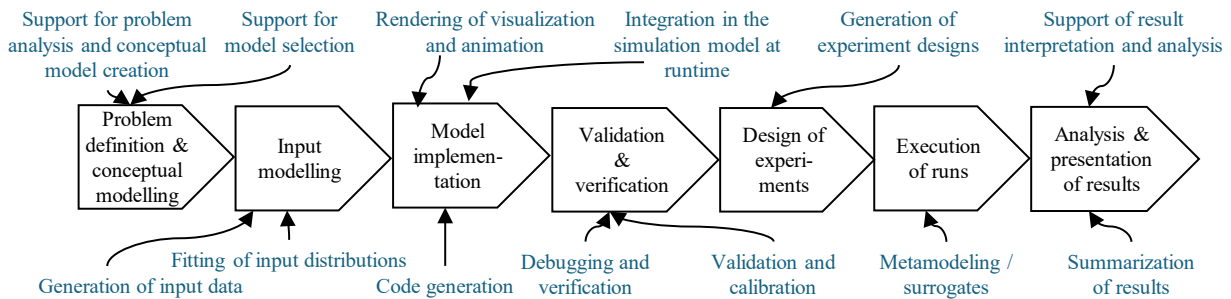 Support for problem
analysis and conceptual
model creation
Support for
model selection
Rendering of visualization
and animation
Integration in the
simulation model at
runtime
Generation of
experiment designs
Support of result
interpretation and analysis
Problem
definition &
conceptual
modelling
Input
modelling
Model
implemen-
tation
Validation
&
verification
Design of
experi-
ments
Execution
of runs
Analysis &
presentation
of results
Generation of input data
Fitting of input distributions
Code generation
Debugging and
verification
Validation and
calibration
Metamodeling /
surrogates
Summarization
of results